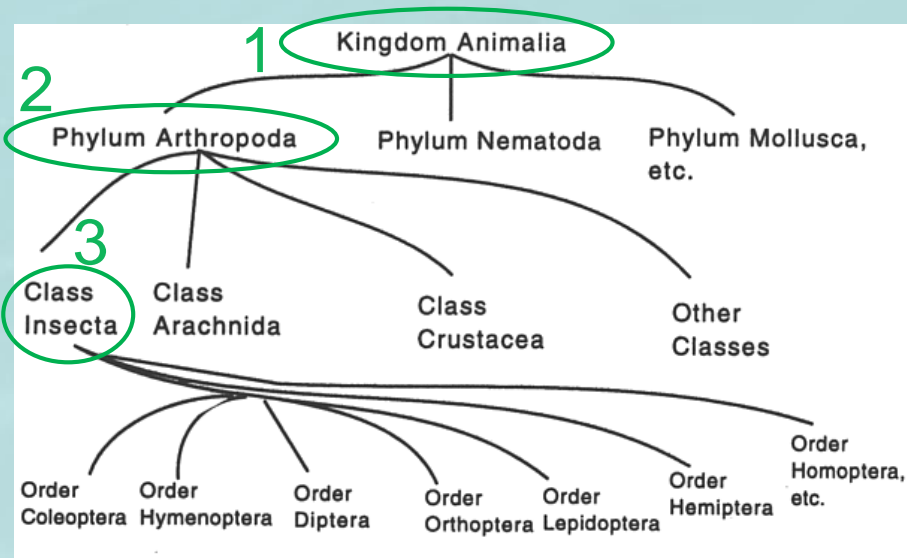 1
Kingdom Animalia
2
Phylum Arthropoda
Phylum Nematoda
Phylum Mollusca,
etc.
3
Class
Insecta
Class
Arachnida
Class
Crustacea
Other
Classes
Order
Coleoptera
Order
Hymenoptera
Order
Diptera
Order
Orthoptera
Order
Lepidoptera
Order
Hemiptera
Order
Homoptera,
etc.